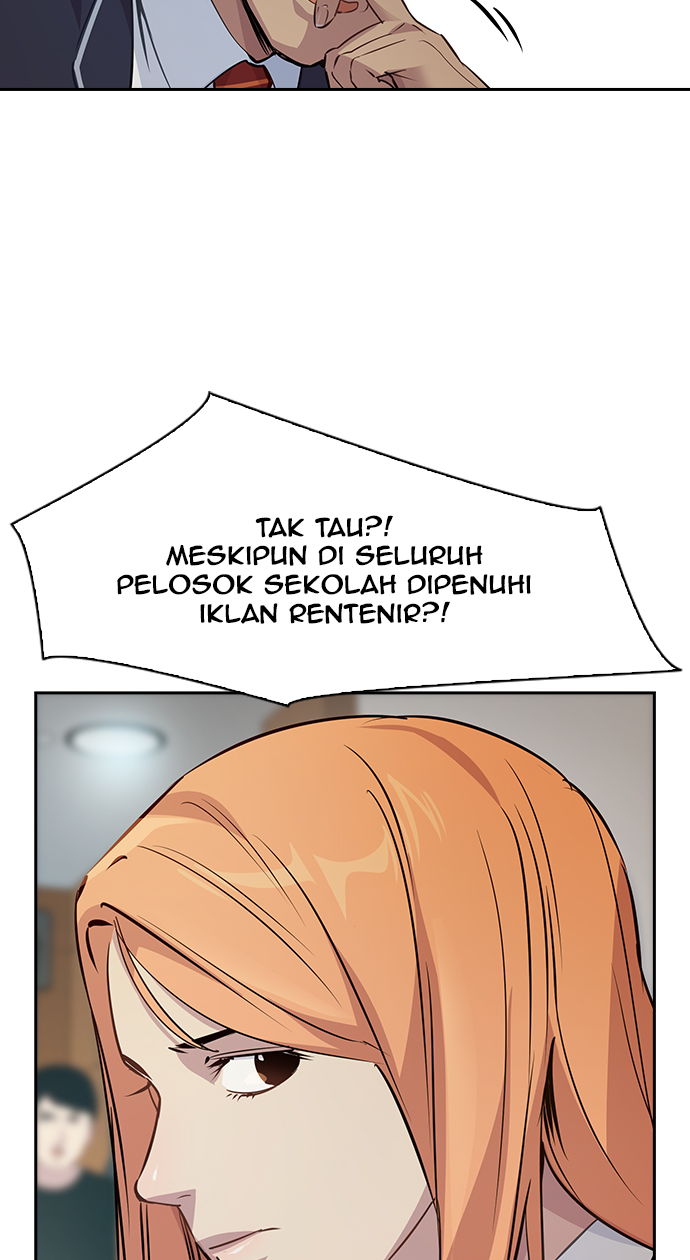 TAK TAU?!
MESKIPUN DI SELURUH
PELOSOK SEKOLAH DIPENUHI
IKLAN RENTENIR?!